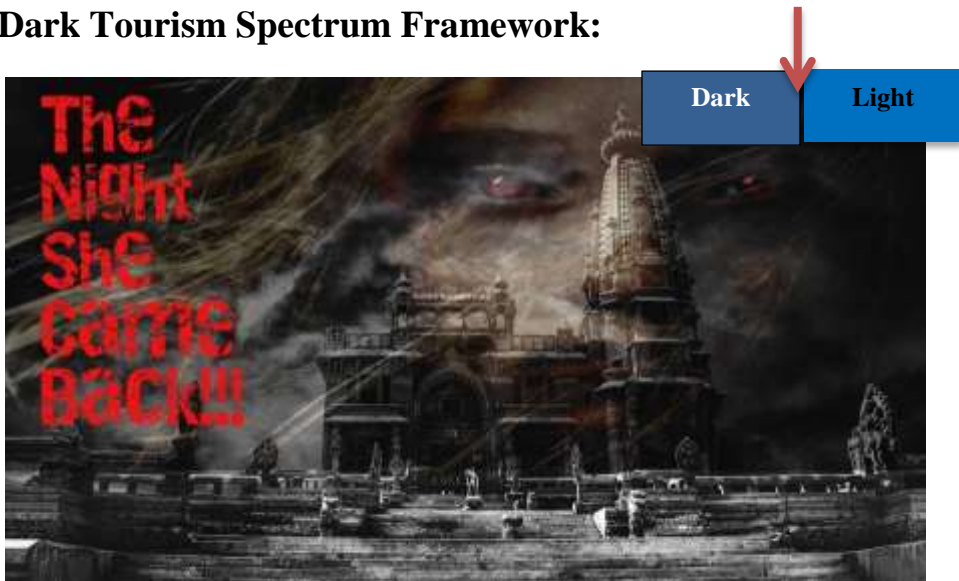 Dark Tourism Spectrum Framework:
Dark
Light
The
Night
She
came
Back!!!